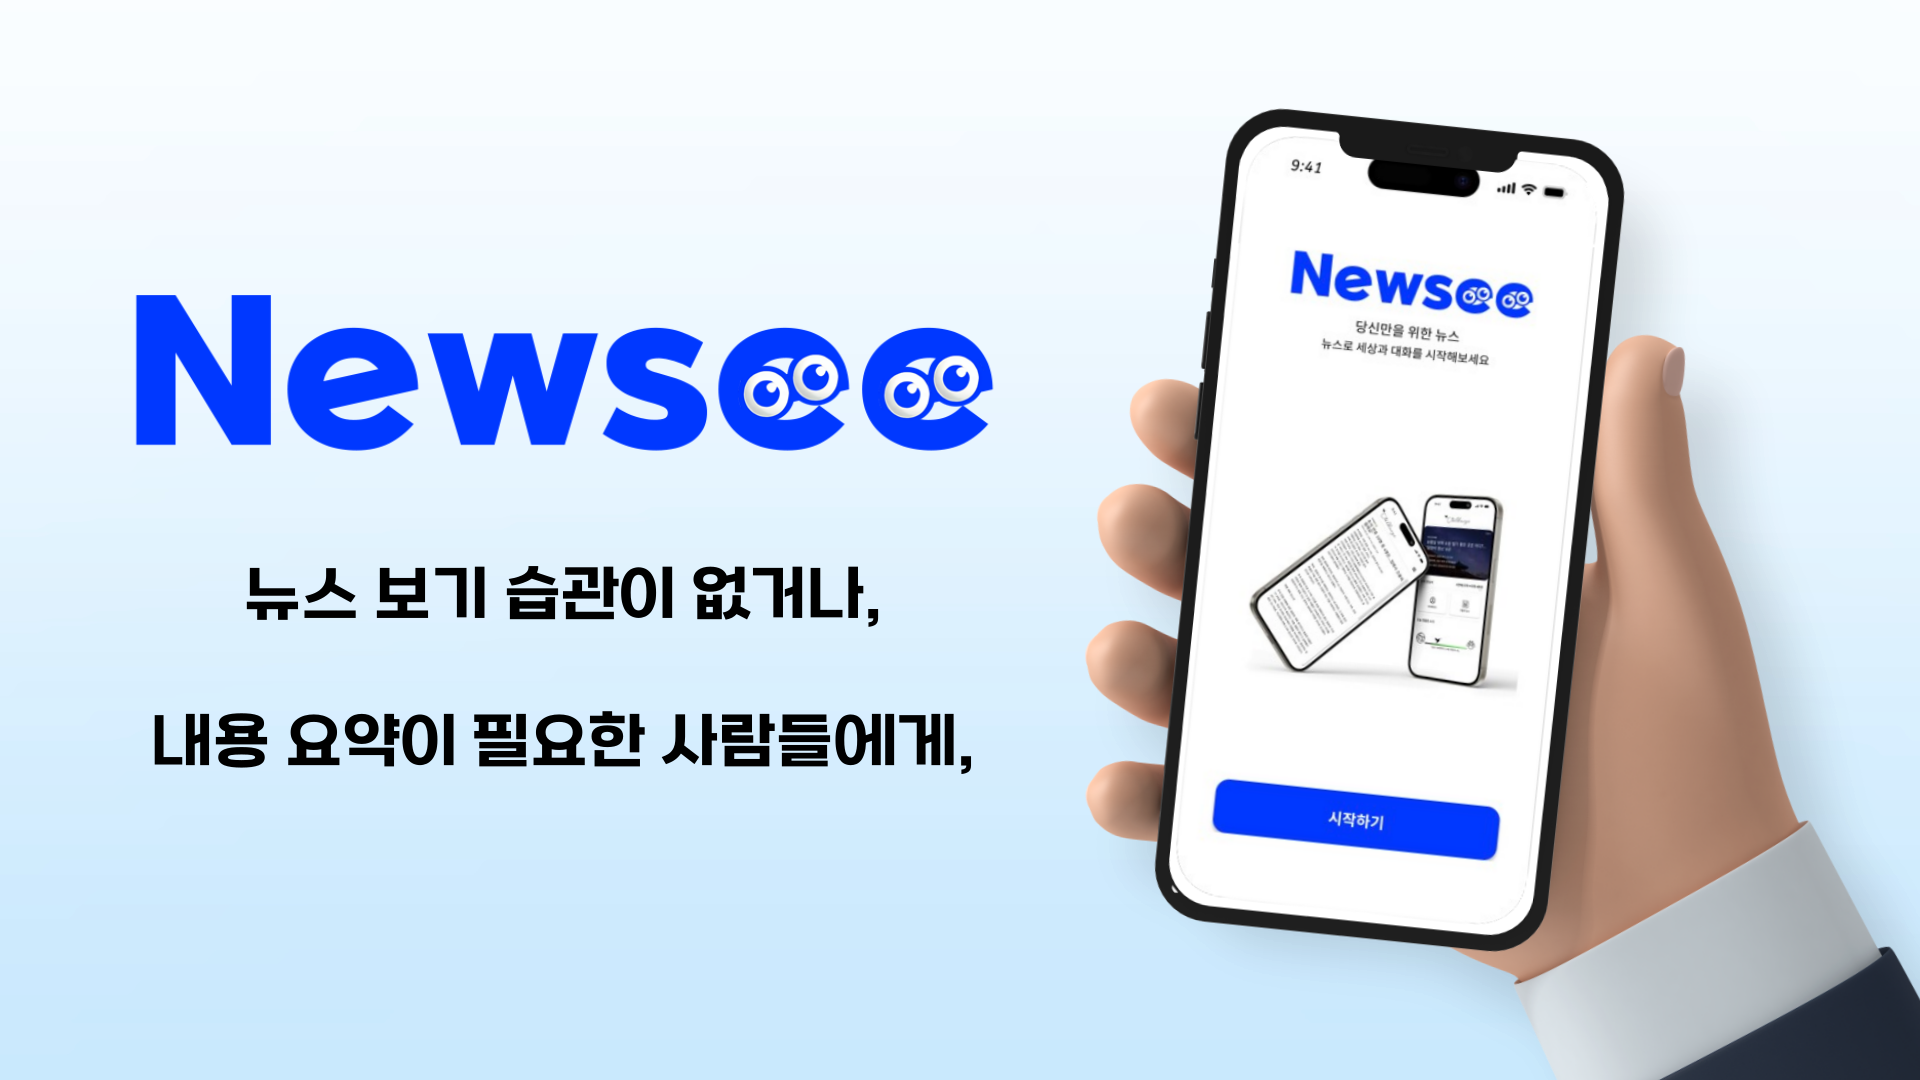 Newsee
뉴스 보기 습관이 없거나,
내용 요약이 필요한 사람들에게,
9:41
Newsee
당신만을 위한 뉴스
뉴스로 세상과 대화를 시작해보세요
시작하기